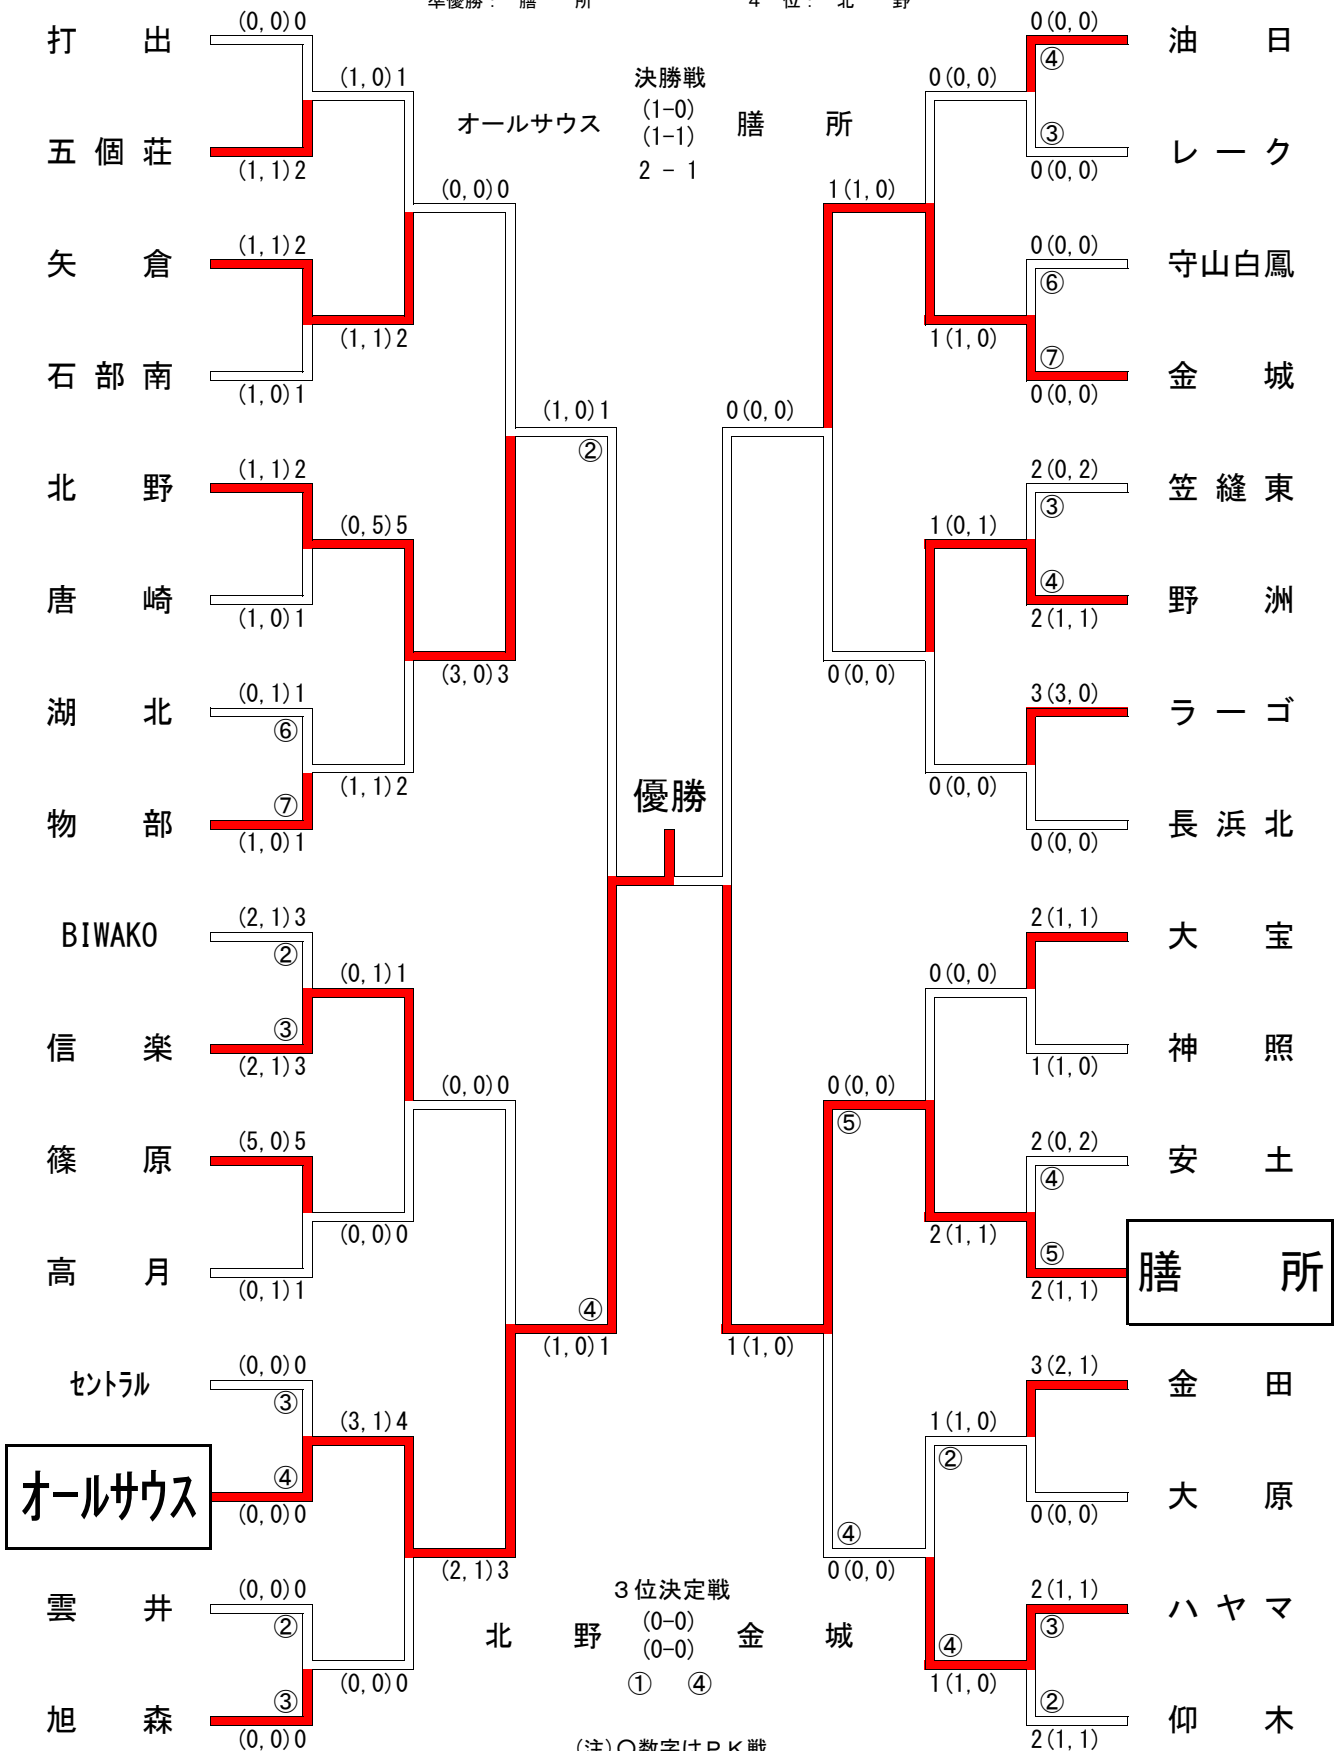 準優勝： 膳 所 4 位： 北 野
打 出 (0,0)0
(1,0)1
五個荘 (1,1)2
(0,0)0
矢 倉 (1,1)2
(1,1)2
石部南 (1,0)1
(1,0)1 ②
北 野 (1,1)2
(0,5)5
唐 崎 (1,0)1
(3,0)3
湖 北 (0,1)1 ⑥
(1,1)2
物 部 (1,0)1 ⑦
BIWAKO (2,1)3 ②
(0,1)1
信 楽 (2,1)3 ③
(0,0)0
篠 原 (5,0)5
(0,0)0
高 月 (0,1)1
(1,0)1 ④
セントラル (0,0)0 ③
(3,1)4
オールサウス (0,0)0 ④
(2,1)3
雲 井 (0,0)0 ②
(0,0)0
旭 森 (0,0)0 ③
決勝戦
オールサウス (1-0) 膳 所
(1-1)
2 - 1
優勝
3位決定戦
北 野 (0-0) 金 城
(0-0)
① ④
(注)○数字はＰＫ戦
0(0,0) ④ 油 日
0(0,0)
0(0,0) ③ レーク
1(1,0)
0(0,0) ⑥ 守山白鳳
1(1,0)
0(0,0) ⑦ 金 城
0(0,0)
2(0,2) ③ 笠縫東
1(0,1)
2(1,1) ④ 野 洲
0(0,0)
3(3,0) ラーゴ
0(0,0)
0(0,0) 長浜北
2(1,1) 大 宝
0(0,0)
1(1,0) 神 照
0(0,0) ⑤
2(0,2) ④ 安 土
2(1,1)
2(1,1) ⑤ 膳 所
1(1,0)
3(2,1) 金 田
1(1,0) ②
0(0,0) 大 原
0(0,0) ④
2(1,1) ③ ハヤマ
1(1,0) ④
2(1,1) ② 仰 木